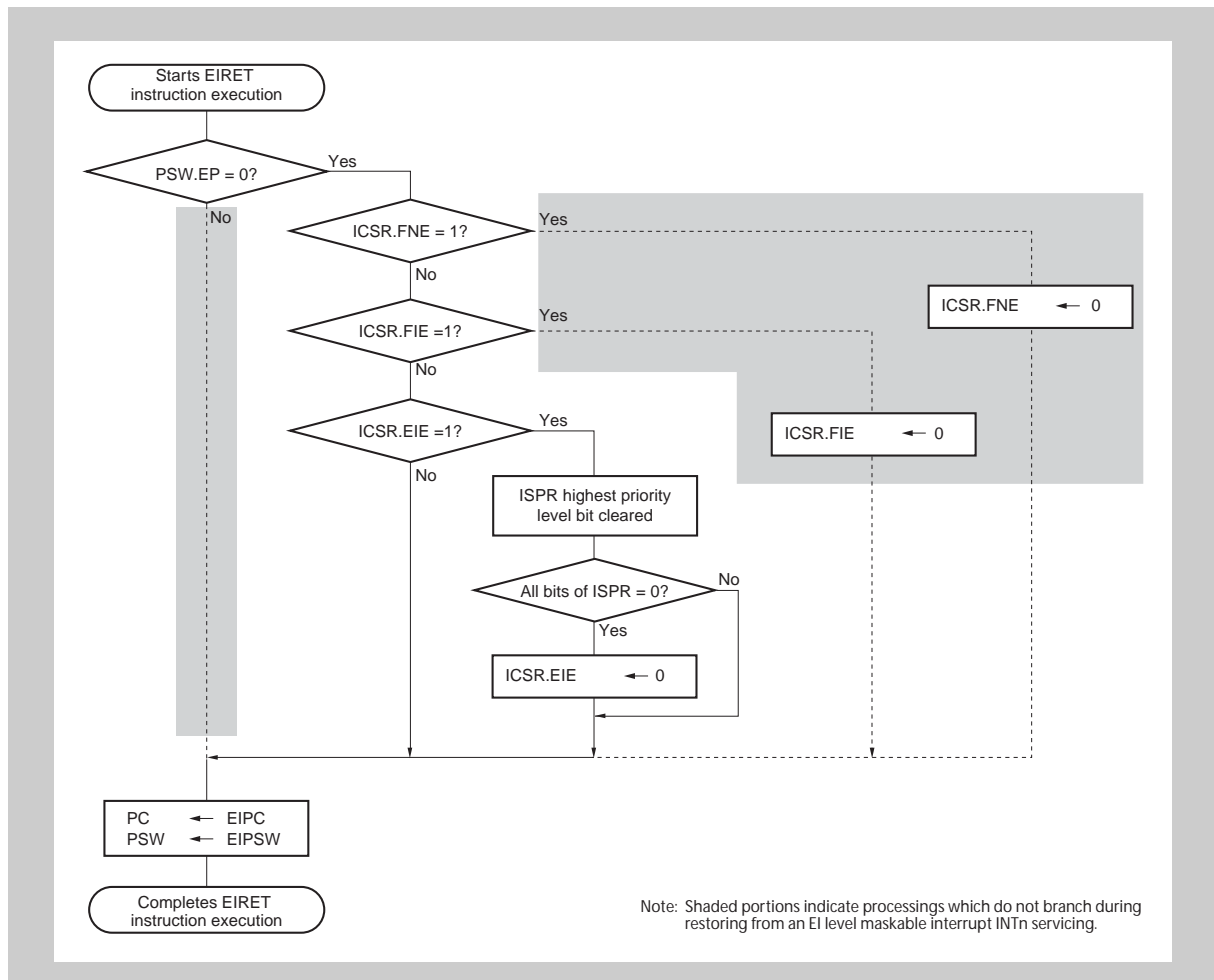 Starts EIRET
instruction execution
PSW.EP = 0?
Yes
No
ICSR.FNE = 1?
Yes
No
ICSR.FNE ← 0
ICSR.FIE =1?
Yes
No
ICSR.FIE ← 0
ICSR.EIE =1?
Yes
No
ISPR highest priority
level bit cleared
All bits of ISPR = 0?
No
Yes
ICSR.EIE ← 0
PC ← EIPC
PSW ← EIPSW
Completes EIRET
instruction execution
Note: Shaded portions indicate processings which do not branch during
restoring from an EI level maskable interrupt INTn servicing.